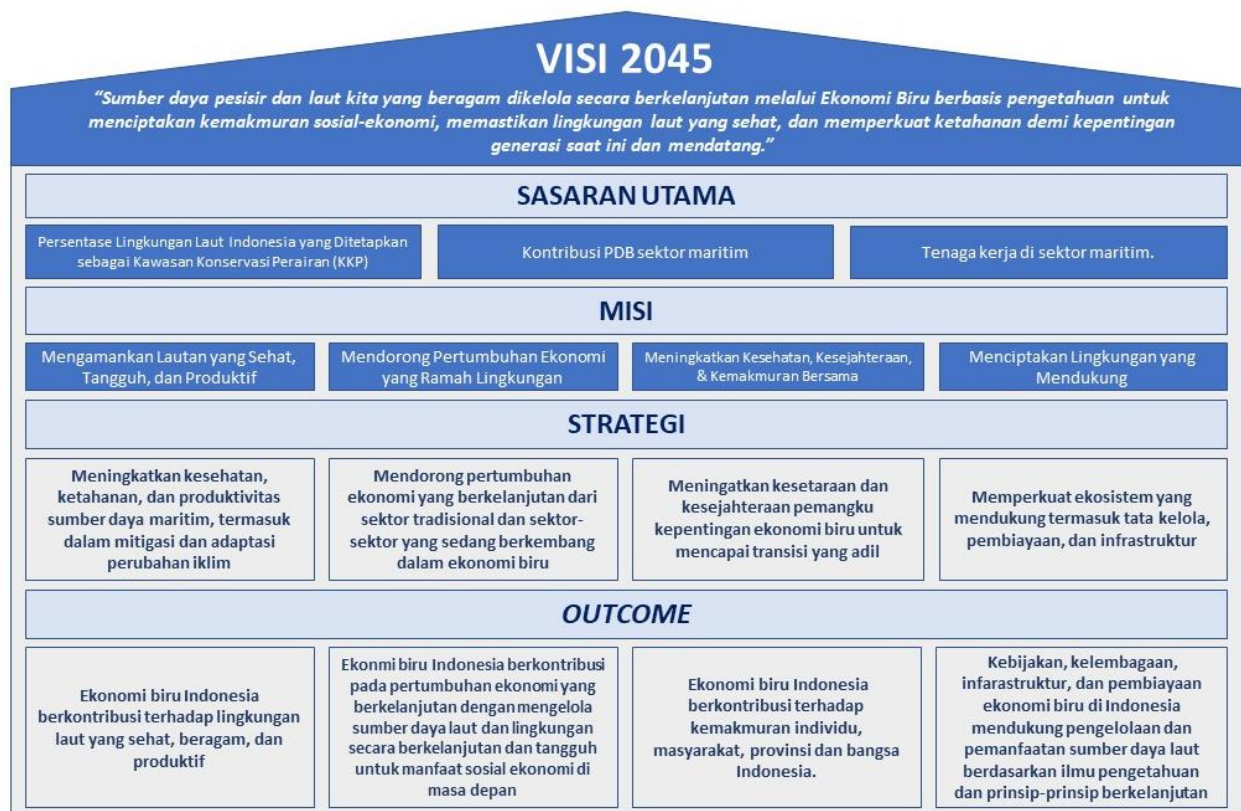 VISI 2045
“Sumber daya pesisir dan laut kita yang beragam dikelola secara berkelanjutan melalui Ekonomi Biru berbasis pengetahuan untuk
menciptakan kemakmuran sosial-ekonomi, memastikan lingkungan laut yang sehat, dan memperkuat ketahanan demi kepentingan
generasi saat ini dan mendatang.”
SASARAN UTAMA
Persentase Lingkungan Laut Indonesia yang Ditetapkan
sebagai Kawasan Konservasi Perairan (KKP)
Kontribusi PDB sektor maritim
Tenaga kerja di sektor maritim.
MISI
Mengamankan Lautan yang Sehat,
Tangguh, dan Produktif
Mendorong Pertumbuhan Ekonomi
yang Ramah Lingkungan
Meningkatkan Kesehatan, Kesejahteraan,
& Kemakmuran Bersama
Menciptakan Lingkungan yang
Mendukung
STRATEGI
Meningkatkan kesehatan,
ketahanan, dan produktivitas
sumber daya maritim, termasuk
dalam mitigasi dan adaptasi
perubahan iklim
Mendorong pertumbuhan
ekonomi yang berkelanjutan dari
sektor tradisional dan sektor-
sektor yang sedang berkembang
dalam ekonomi biru
Meningatkan kesetaraan dan
kesejahteraan pemangku
kepentingan ekonomi biru untuk
mencapai transisi yang adil
Memperkuat ekosistem yang
mendukung termasuk tata kelola,
pembiayaan, dan infrastruktur
OUTCOME
Ekonomi biru Indonesia
berkontribusi terhadap lingkungan
laut yang sehat, beragam, dan
produktif
Ekonmi biru Indonesia berkontribusi
pada pertumbuhan ekonomi yang
berkelanjutan dengan mengelola
sumber daya laut dan lingkungan
secara berkelanjutan dan tangguh
untuk manfaat sosial ekonomi di
masa depan
Ekonomi biru Indonesia
berkontribusi terhadap
kemakmuran individu,
masyarakat, provinsi dan bangsa
Indonesia.
Kebijakan, kelembagaan,
infarastruktur, dan pembiayaan
ekonomi biru di Indonesia
mendukung pengelolaan dan
pemanfaatan sumber daya laut
berdasarkan ilmu pengetahuan
dan prinsip-prinsip berkelanjutan